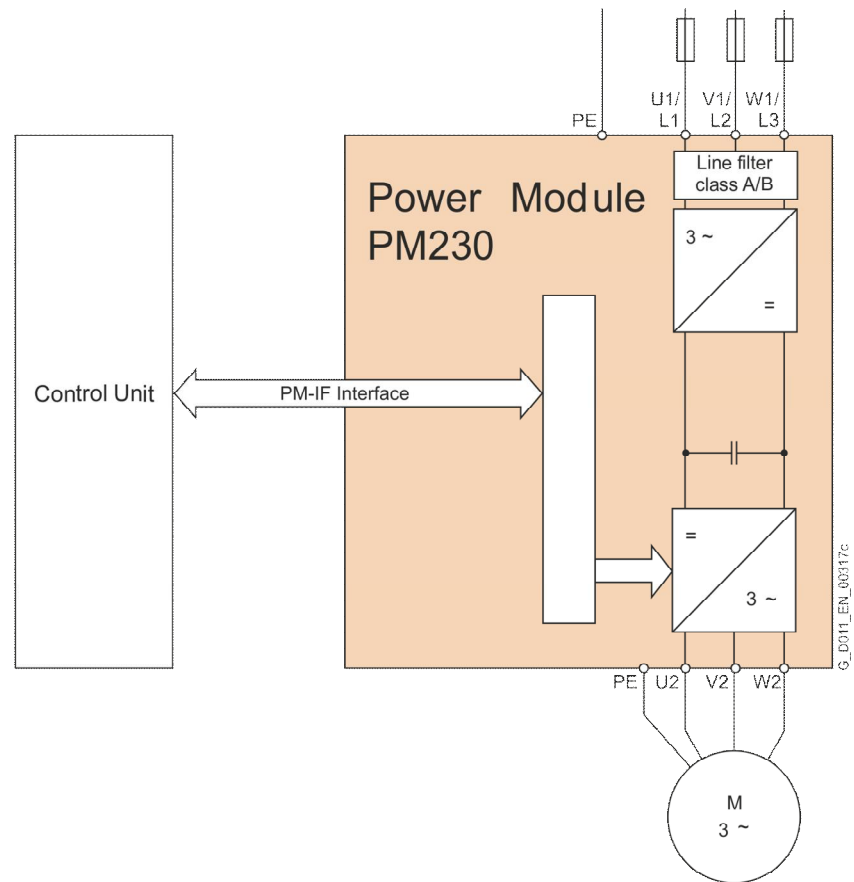 U1/ V1/ W1/
PE L1 L2 L3
Line filter
class A/B
Power Module
PM230
3 ~
=
Control Unit
PM-IF Interface
=
3 ~
PE U2 V2 W2
M
3 ~
G_D011_EN_00317c